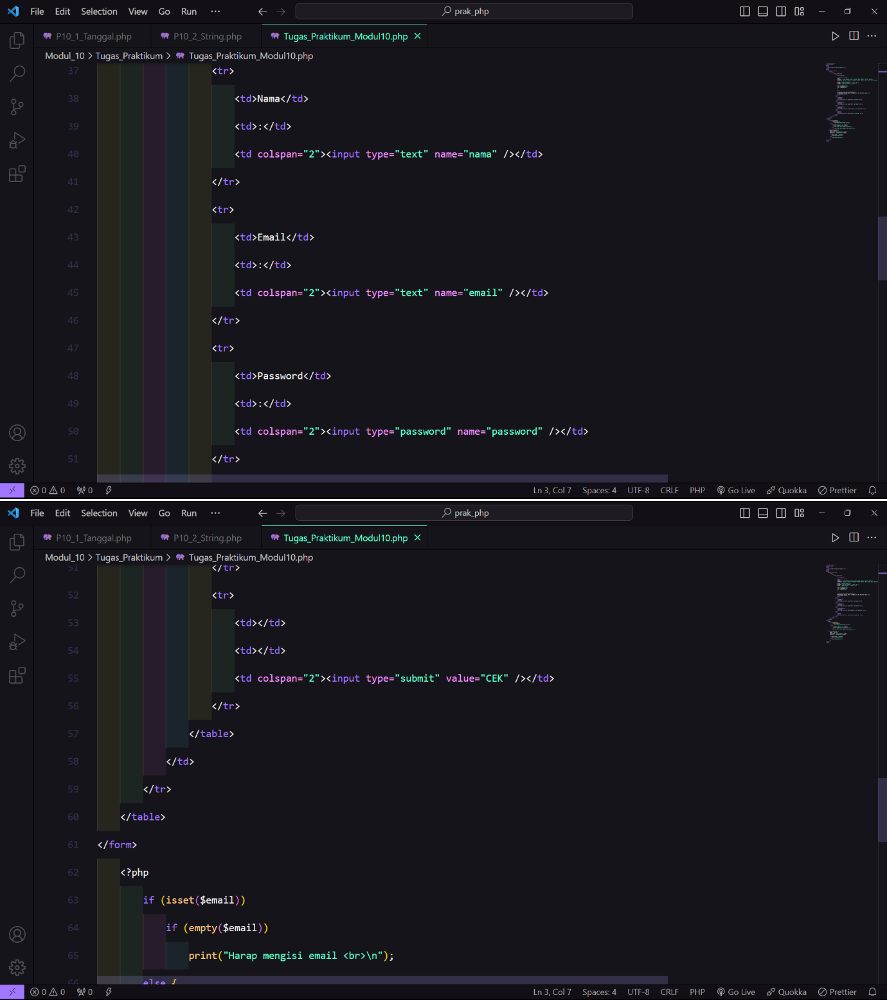 File Edit Selection View Go Run ··· prak_php
P10_1_Tanggal.php P10_2_String.php Tugas_Praktikum_Modul10.php
Modul_10 > Tugas_Praktikum > Tugas_Praktikum_Modul10.php
37 <tr>
38 <td>Nama</td>
39 <td>:</td>
40 <td colspan="2"><input type="text" name="nama" /></td>
41 </tr>
42 <tr>
43 <td>Email</td>
44 <td>:</td>
45 <td colspan="2"><input type="text" name="email" /></td>
46 </tr>
47 <tr>
48 <td>Password</td>
49 <td>:</td>
50 <td colspan="2"><input type="password" name="password" /></td>
51 </tr>
0 0 0 Ln 3, Col 7 Spaces: 4 UTF-8 CRLF PHP Go Live Quokka Prettier
File Edit Selection View Go Run ··· prak_php
P10_1_Tanggal.php P10_2_String.php Tugas_Praktikum_Modul10.php
Modul_10 > Tugas_Praktikum > Tugas_Praktikum_Modul10.php
51 </tr>
52 <tr>
53 <td></td>
54 <td></td>
55 <td colspan="2"><input type="submit" value="CEK" /></td>
56 </tr>
57 </table>
58 </td>
59 </tr>
60 </table>
61 </form>
62 <?php
63 if (isset($email))
64 if (empty($email))
65 print("Harap mengisi email <br>\n");
66 else {
0 0 0 Ln 3, Col 7 Spaces: 4 UTF-8 CRLF PHP Go Live Quokka Prettier